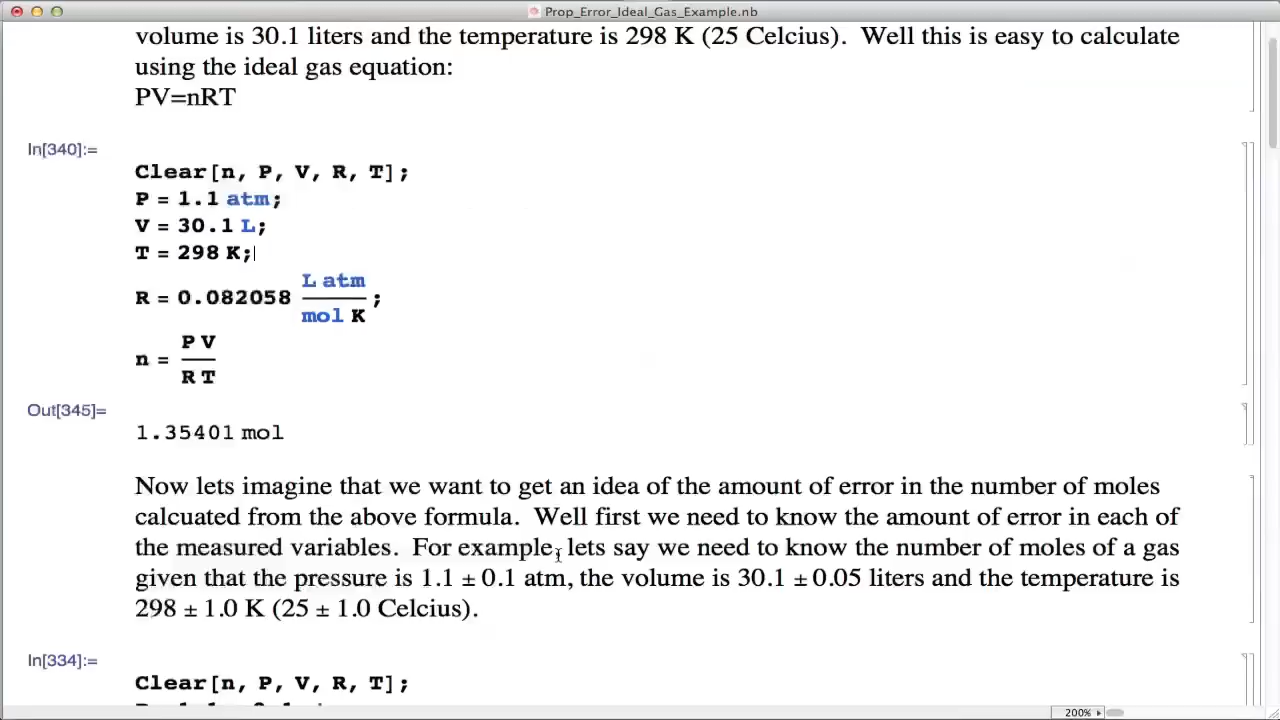 Prop_Error_Ideal_Gas_Example.nb
volume is 30.1 liters and the temperature is 298 K (25 Celcius). Well this is easy to calculate
using the ideal gas equation:
PV=nRT
In[340]:=
Clear[n, P, V, R, T];
P = 1.1 atm;
V = 30.1 L;
T = 298 K;
R = 0.082058 L atm / mol K ;
n = P V / R T
Out[345]=
1.35401 mol
Now lets imagine that we want to get an idea of the amount of error in the number of moles
calcuated from the above formula. Well first we need to know the amount of error in each of
the measured variables. For example, lets say we need to know the number of moles of a gas
given that the pressure is 1.1 ± 0.1 atm, the volume is 30.1 ± 0.05 liters and the temperature is
298 ± 1.0 K (25 ± 1.0 Celcius).
In[334]:=
Clear[n, P, V, R, T];
200%